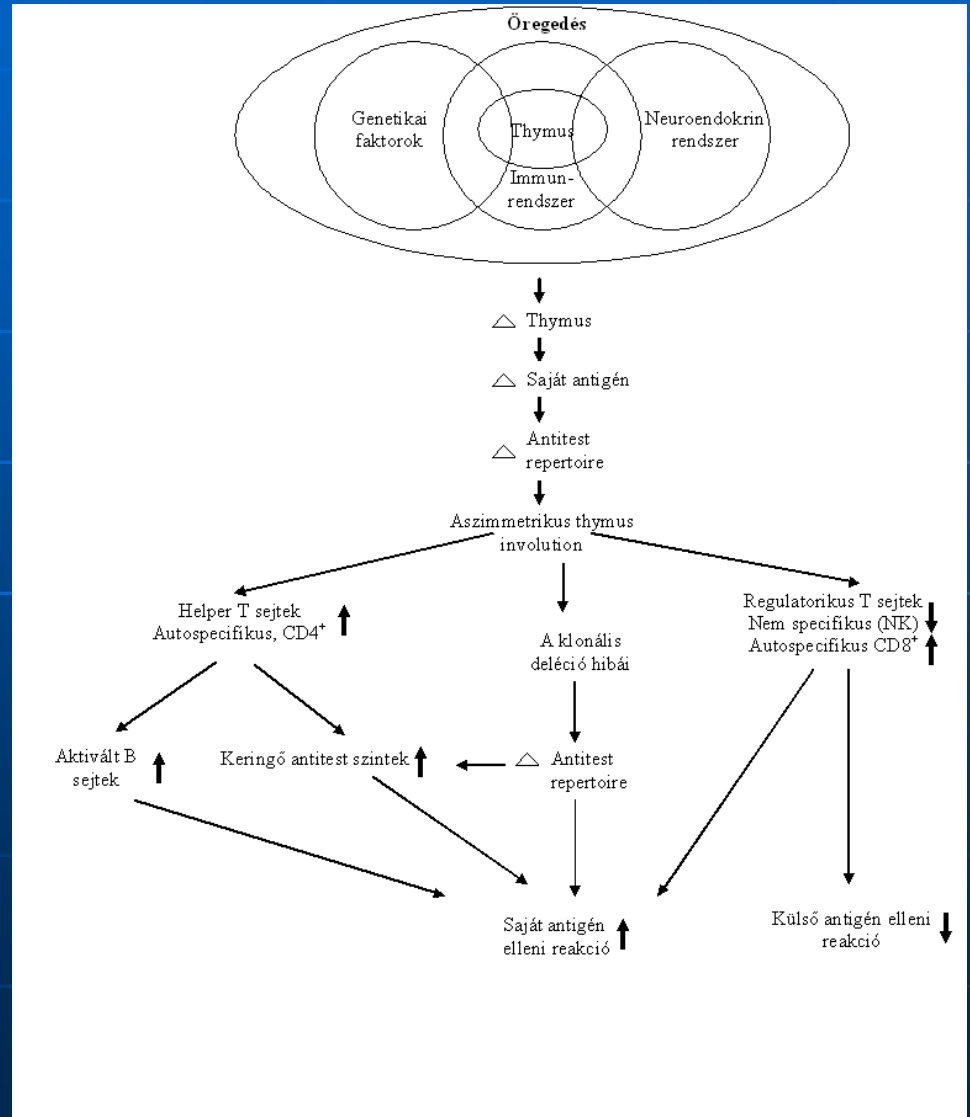 Öregedés
Genetikai
faktorok
Thymus
Neuroendokrin
rendszer
Immun-
rendszer
△ Thymus
△ Saját antigén
△ Antitest
repertoire
Aszimmetrikus thymus
involution
Helper T sejtek
Autospecifikus, CD4⁺
A klonális
deléció hibái
Regulatorikus T sejtek
Nem specifikus (NK)
Autospecifikus CD8⁺
Aktivált B
sejtek
Keringő antitest szintek
△ Antitest
repertoire
Saját antigén
elleni reakció
Külső antigén elleni
reakció